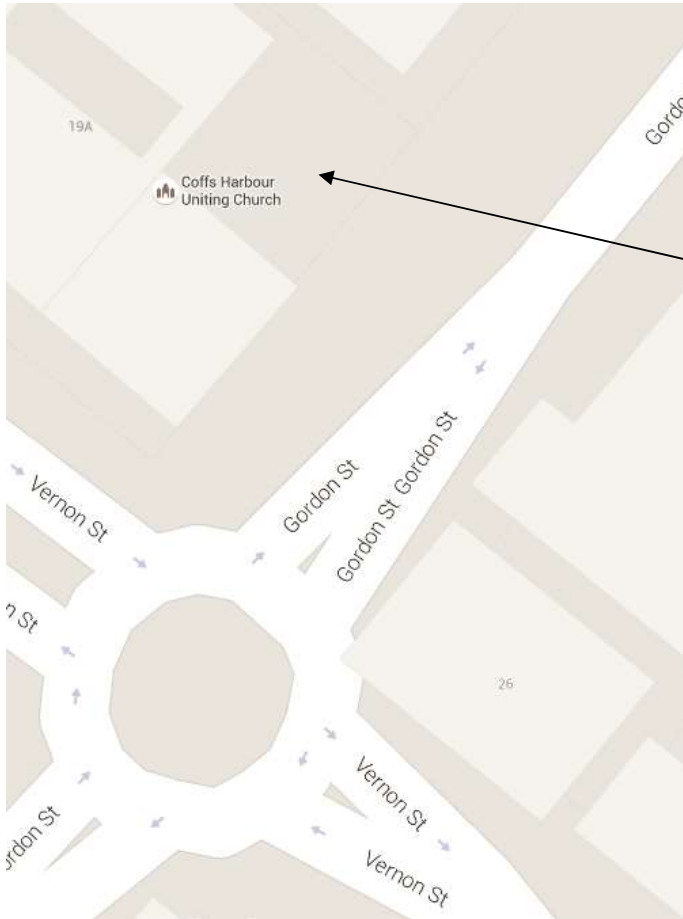 Gordo
19A
Coffs Harbour
Uniting Church
Gordon St
Gordon St
Gordon St
Vernon St
n St
26
Vernon St
Vernon St
ordon St